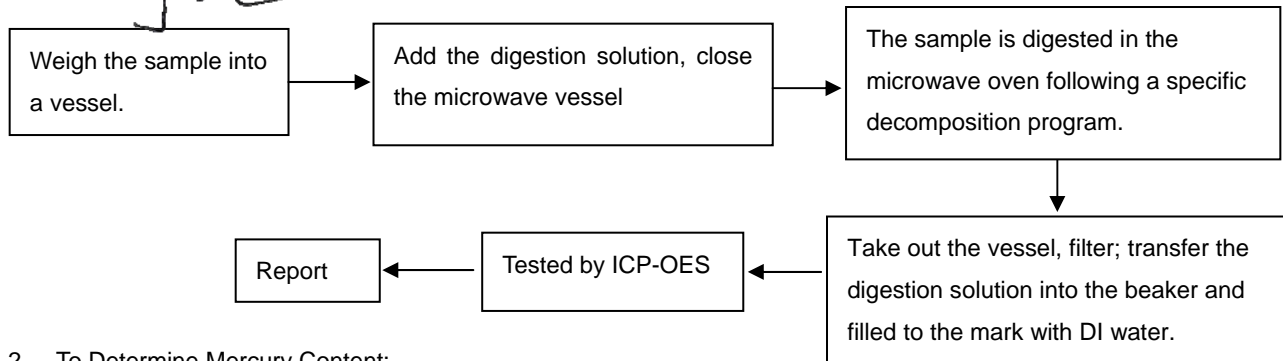 Weigh the sample into
a vessel.
Add the digestion solution, close
the microwave vessel
The sample is digested in the
microwave oven following a specific
decomposition program.
Take out the vessel, filter; transfer the
digestion solution into the beaker and
filled to the mark with DI water.
Tested by ICP-OES
Report
2. To Determine Mercury Content: